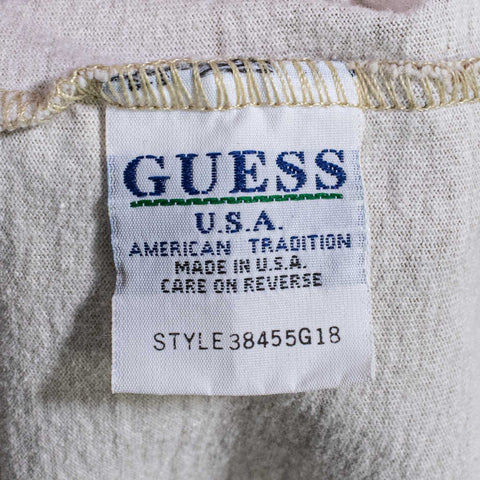 GUESS
U.S.A.
AMERICAN TRADITION
MADE IN U.S.A.
CARE ON REVERSE
STYLE 38455G18